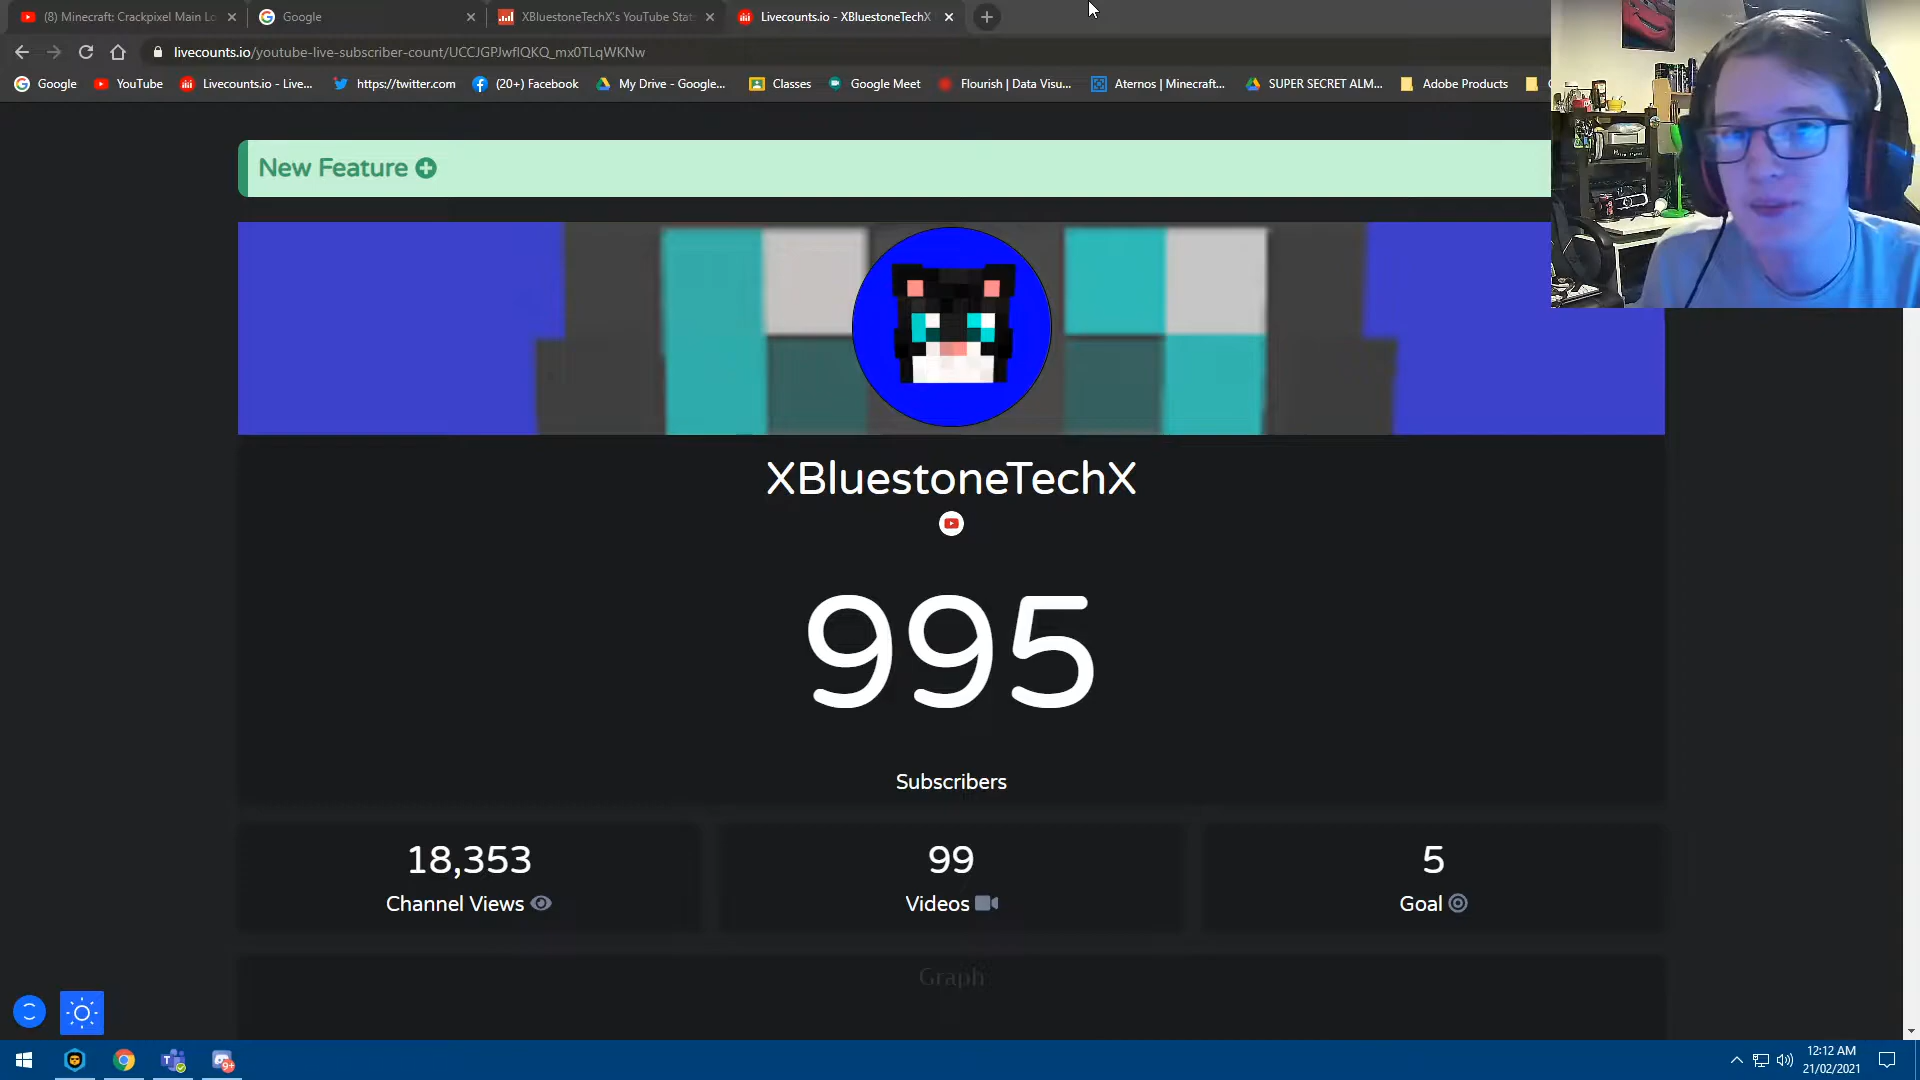 (8) Minecraft: Crackpixel Main Lo
Google
XBluestoneTechX's YouTube Stats
Livecounts.io - XBluestoneTechX
livecounts.io/youtube-live-subscriber-count/UCCJGPJwflQKQ_mx0TLqWKNw
Google
YouTube
Livecounts.io - Live...
https://twitter.com
(20+) Facebook
My Drive - Google...
Classes
Google Meet
Flourish | Data Visu...
Aternos | Minecraft...
SUPER SECRET ALM...
Adobe Products
New Feature
XBluestoneTechX
995
Subscribers
18,353
Channel Views
99
Videos
5
Goal
Graph
9+
12:12 AM
21/02/2021